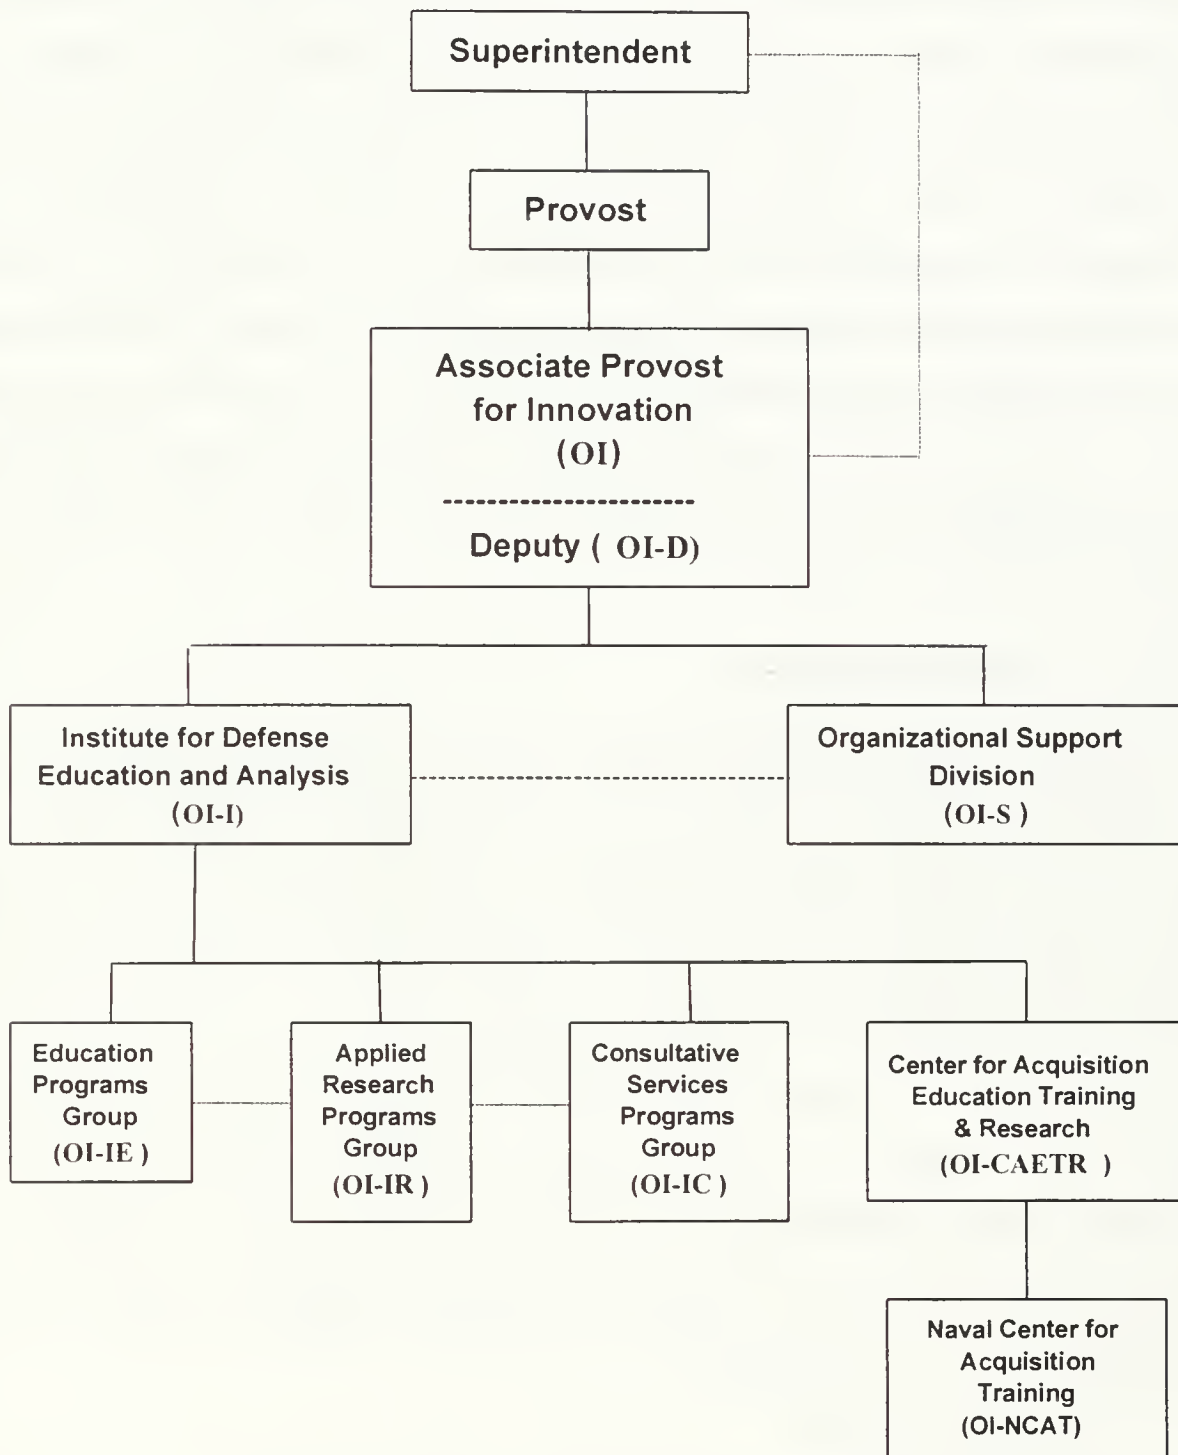 Superintendent
Provost
Associate Provost
for Innovation
(OI)
Deputy ( OI-D)
Institute for Defense
Education and Analysis
(OI-I)
Organizational Support
Division
(OI-S )
Education
Programs
Group
(OI-IE )
Applied
Research
Programs
Group
(OI-IR )
Consultative
Services
Programs
Group
(OI-IC )
Center for Acquisition
Education Training
& Research
(OI-CAETR )
Naval Center for
Acquisition
Training
(OI-NCAT)